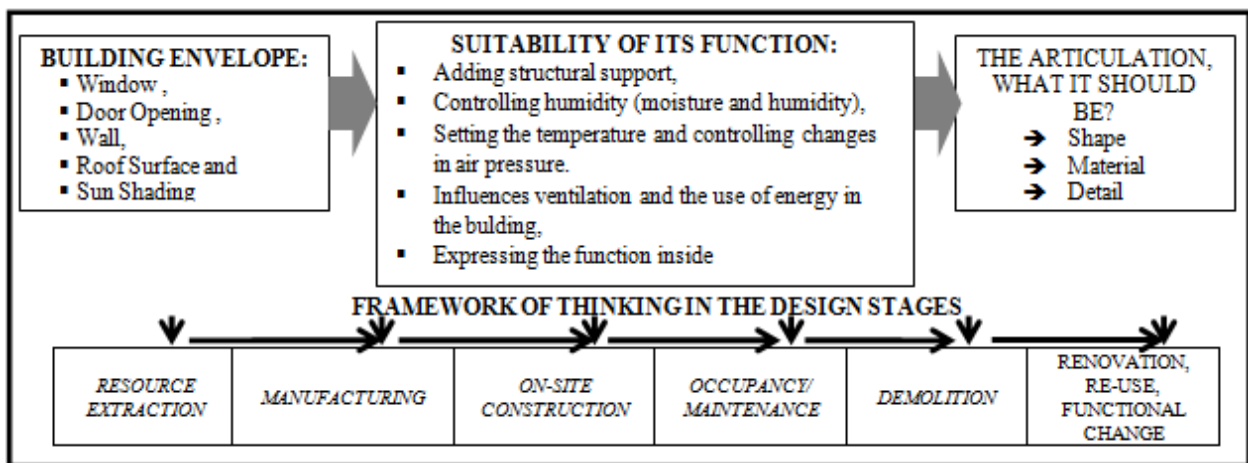 BUILDING ENVELOPE:
▪ Window ,
▪ Door Opening ,
▪ Wall,
▪ Roof Surface and
▪ Sun Shading
SUITABILITY OF ITS FUNCTION:
▪ Adding structural support,
▪ Controlling humidity (moisture and humidity),
▪ Setting the temperature and controlling changes
in air pressure.
▪ Influences ventilation and the use of energy in
the bulding,
▪ Expressing the function inside
THE ARTICULATION,
WHAT IT SHOULD
BE?
➔ Shape
➔ Material
➔ Detail
FRAMEWORK OF THINKING IN THE DESIGN STAGES
RESOURCE
EXTRACTION
MANUFACTURING
ON-SITE
CONSTRUCTION
OCCUPANCY/
MAINTENANCE
DEMOLITION
RENOVATION,
RE-USE,
FUNCTIONAL
CHANGE